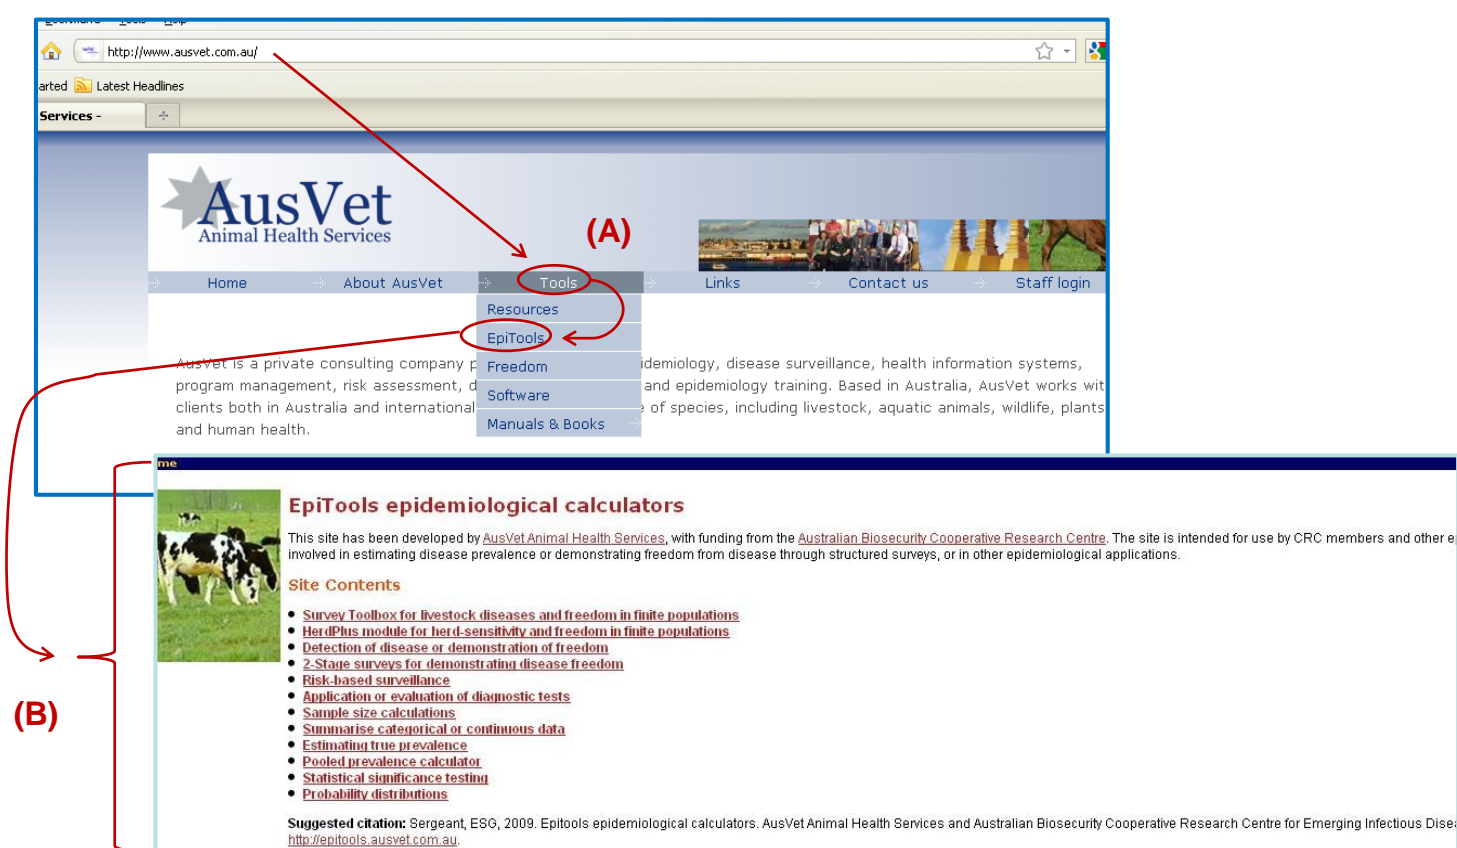 http://www.ausvet.com.au/
arted Latest Headlines
Services -
AusVet
Animal Health Services
(A)
Home About AusVet Tools Links Contact us Staff login
Resources
EpiTools
Freedom
Software
Manuals & Books
AusVet is a private consulting company p idemiology, disease surveillance, health information systems,
program management, risk assessment, d and epidemiology training. Based in Australia, AusVet works wit
clients both in Australia and international e of species, including livestock, aquatic animals, wildlife, plants
and human health.
me
EpiTools epidemiological calculators
This site has been developed by AusVet Animal Health Services, with funding from the Australian Biosecurity Cooperative Research Centre. The site is intended for use by CRC members and other e
involved in estimating disease prevalence or demonstrating freedom from disease through structured surveys, or in other epidemiological applications.
Site Contents
• Survey Toolbox for livestock diseases and freedom in finite populations
• HerdPlus module for herd-sensitivity and freedom in finite populations
• Detection of disease or demonstration of freedom
• 2-Stage surveys for demonstrating disease freedom
• Risk-based surveillance
• Application or evaluation of diagnostic tests
• Sample size calculations
• Summarise categorical or continuous data
• Estimating true prevalence
• Pooled prevalence calculator
• Statistical significance testing
• Probability distributions
(B)
Suggested citation: Sergeant, ESG, 2009. Epitools epidemiological calculators. AusVet Animal Health Services and Australian Biosecurity Cooperative Research Centre for Emerging Infectious Dise
http://epitools.ausvet.com.au.